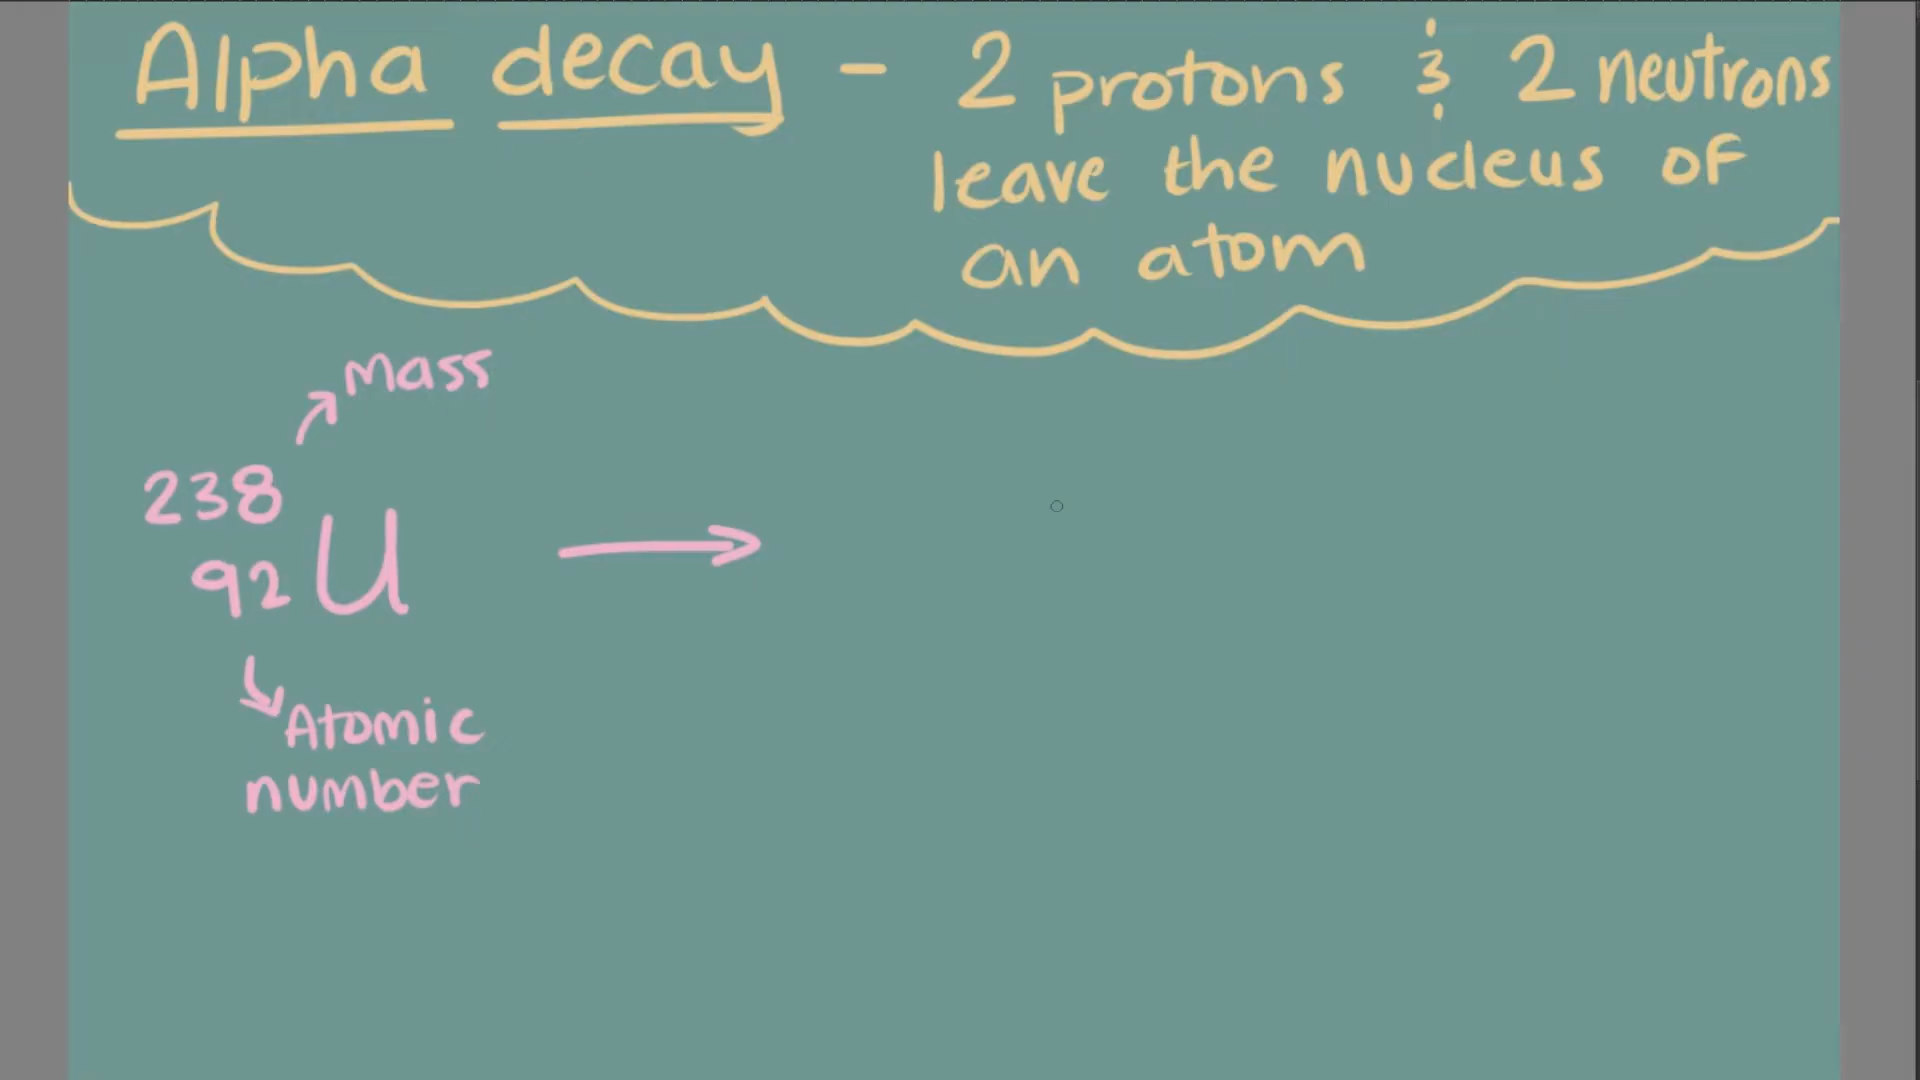 Alpha decay - 2 protons & 2 neutrons
leave the nucleus of
an atom
Mass
238
92 U
Atomic
number